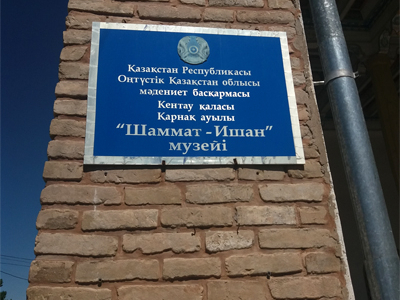 Қазақстан Республикасы
Оңтүстік Қазақстан облысы
мәдениет басқармасы
Кентау қаласы
Қарнақ ауылы
“Шаммат - Ишан”
музейі